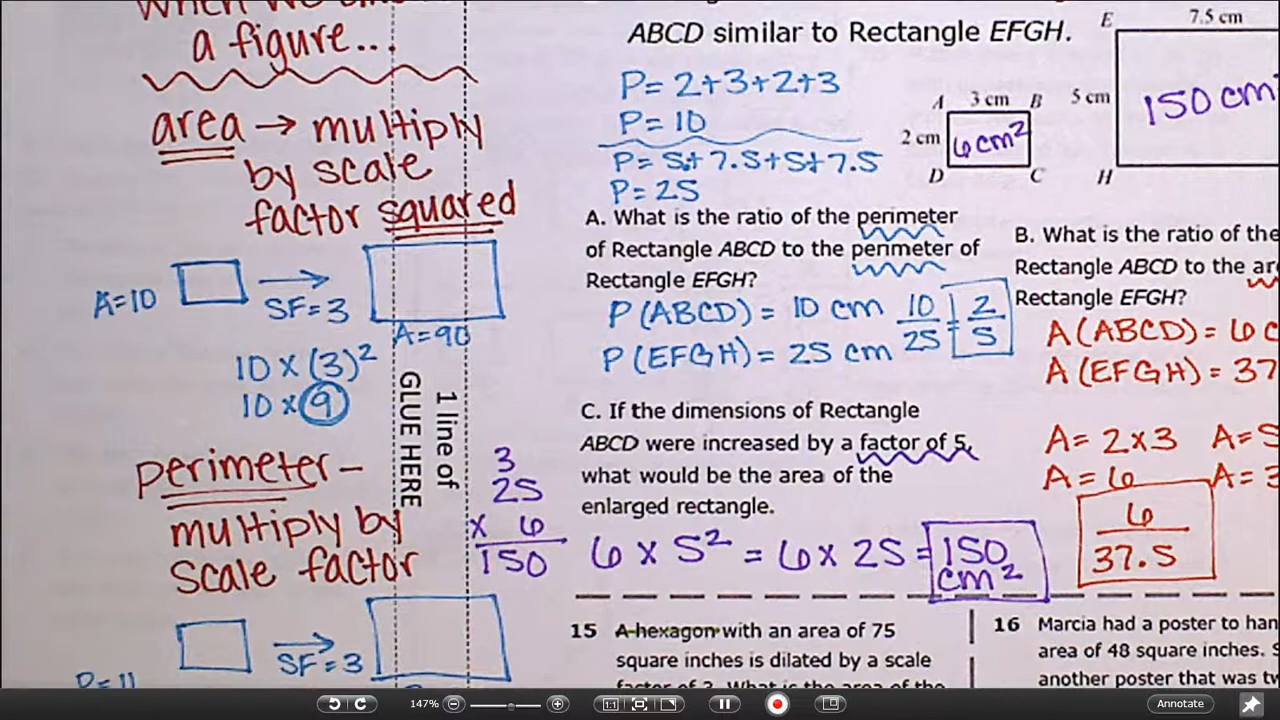 a figure...
area → multiply
by scale
factor squared
A=10
SF=3
A=90
10 × (3)²
10 × 9
perimeter-
multiply by
scale factor
SF=3
P=11
GLUE HERE
1 line of
3
25
× 6
150
ABCD similar to Rectangle EFGH.
P= 2+3+2+3
P= 10
P= 5+7.5+5+7.5
P= 25
A 3 cm B
2 cm
6 cm²
D C
E 7.5 cm
5 cm
150 cm²
H
A. What is the ratio of the perimeter
of Rectangle ABCD to the perimeter of
Rectangle EFGH?
P (ABCD) = 10 cm
P (EFGH) = 25 cm
10/25 = 2/5
B. What is the ratio of the
Rectangle ABCD to the
Rectangle EFGH?
A (ABCD) = 6
A (EFGH) = 37
A= 2×3
A= 6
6
37.5
C. If the dimensions of Rectangle
ABCD were increased by a factor of 5,
what would be the area of the
enlarged rectangle.
6 × 5² = 6 × 25 = 150
cm²
15 A hexagon with an area of 75
square inches is dilated by a scale
16 Marcia had a poster to
area of 48 square inches.
another poster that was
147%
1:1
Annotate